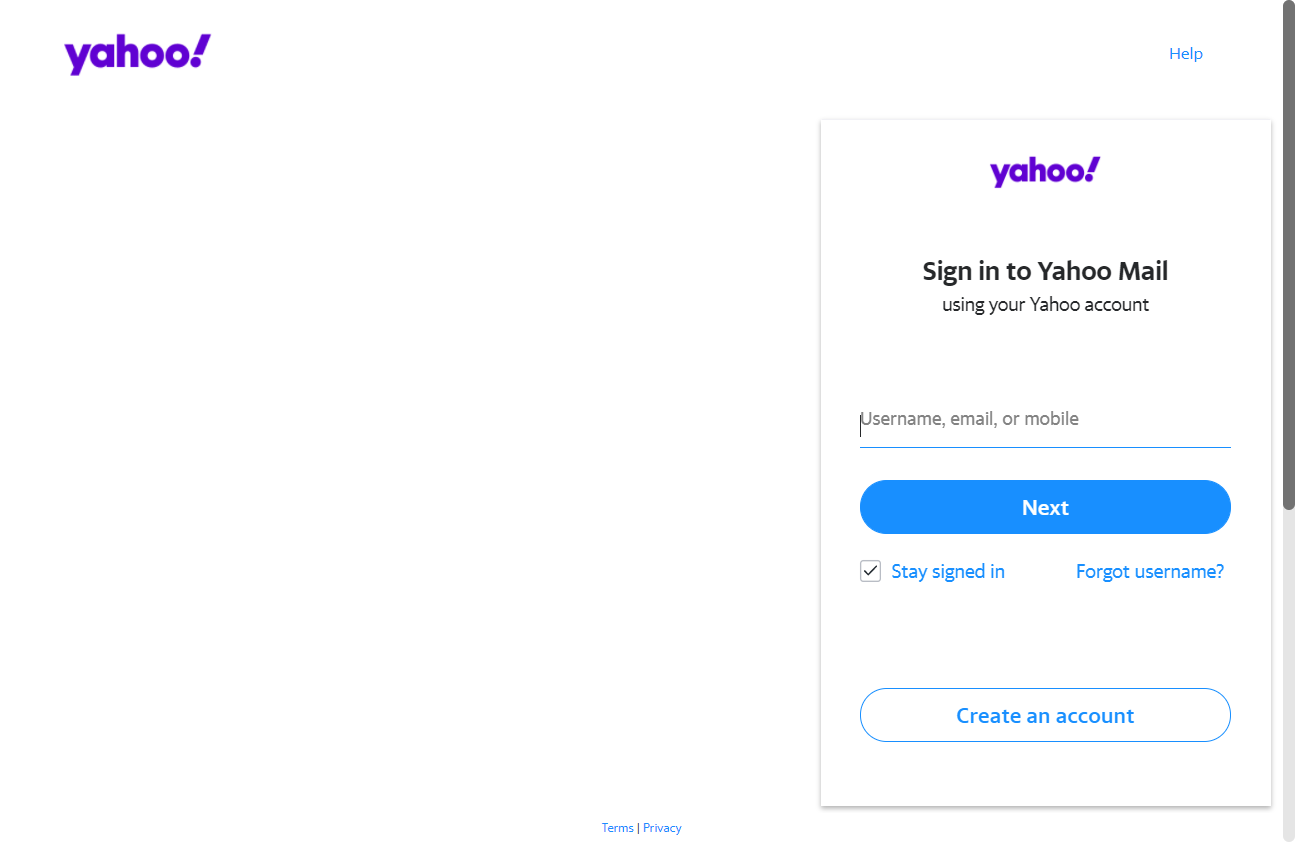 yahoo!
Help
yahoo!
Sign in to Yahoo Mail
using your Yahoo account
Username, email, or mobile
Next
Stay signed in
Forgot username?
Create an account
Terms | Privacy